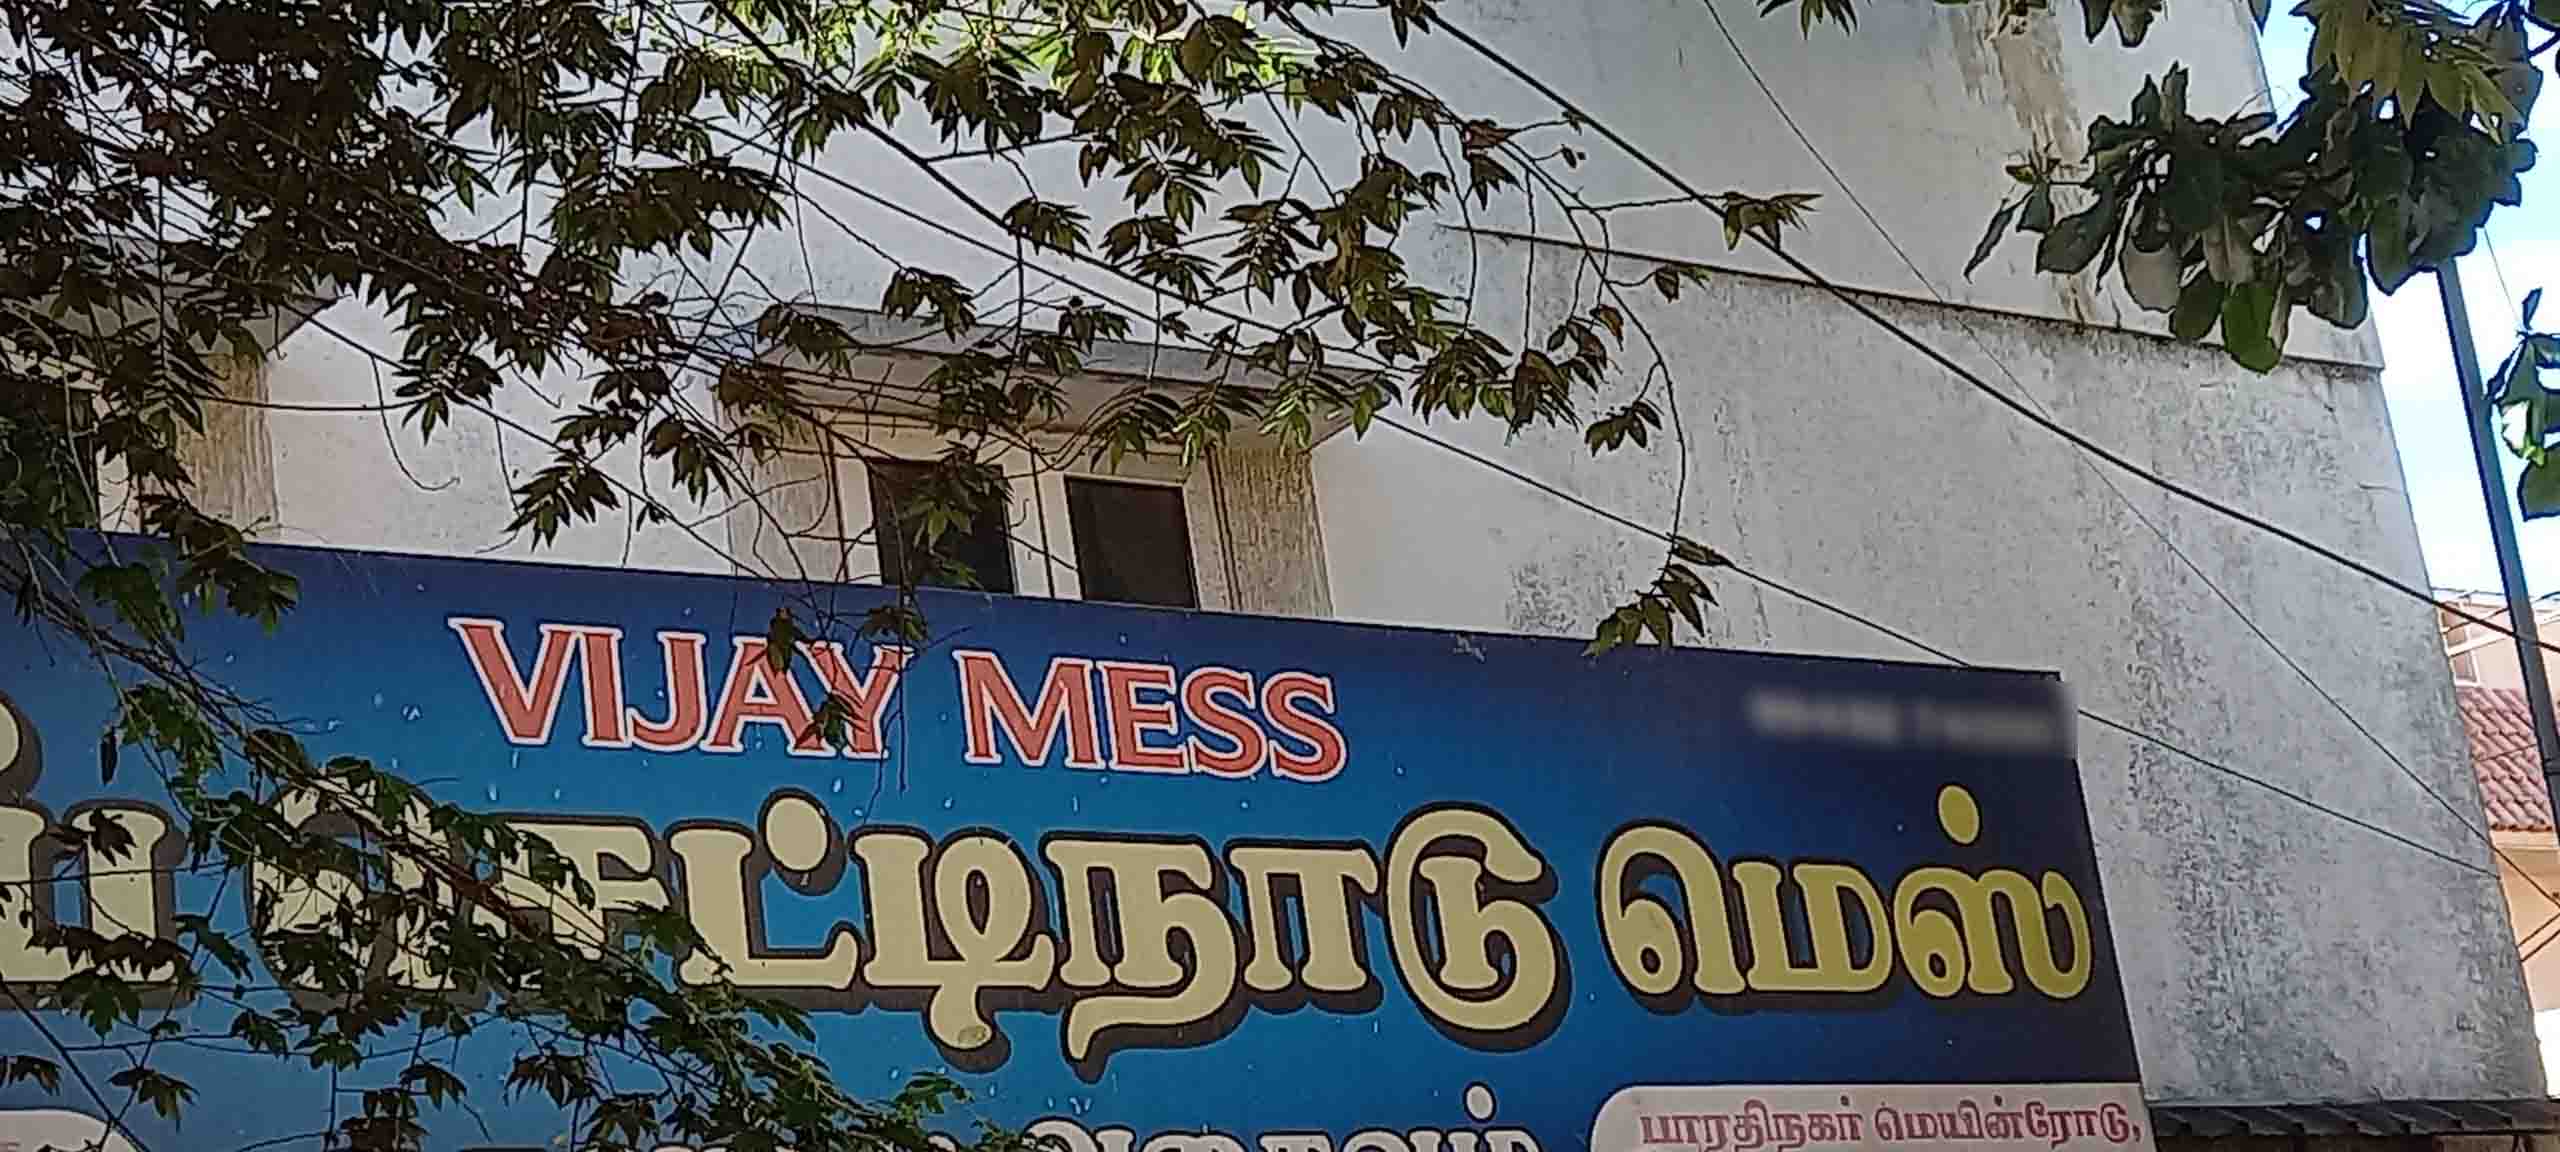 VIJAY MESS
செட்டிநாடு மெஸ்
பாரதிநகர் மெயின்ரோடு,